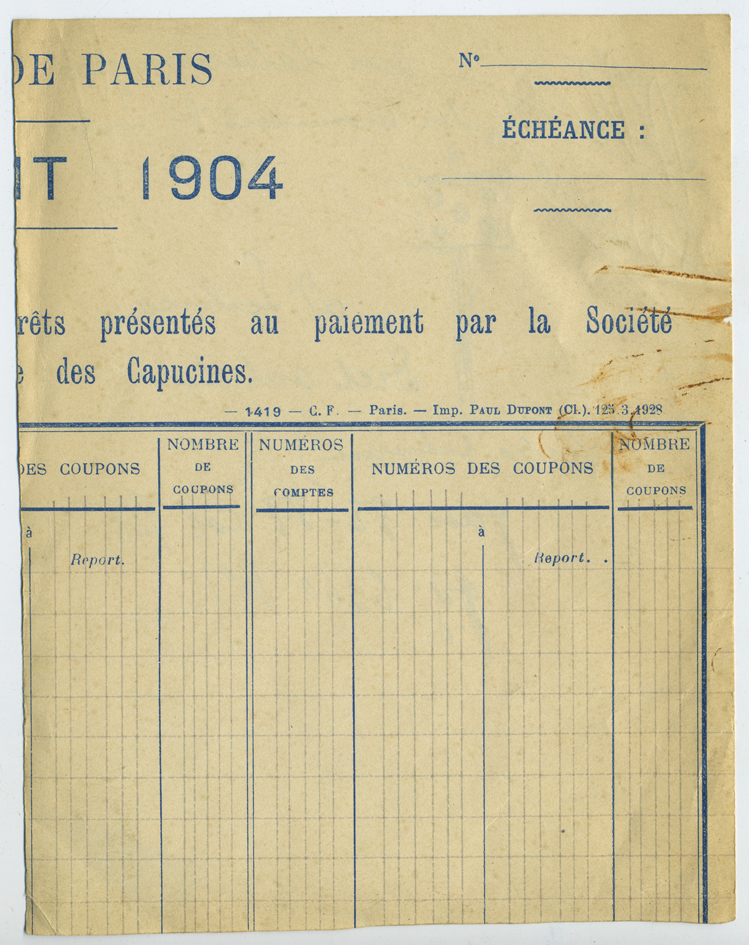 DE PARIS
N°
ÉCHÉANCE :
NT 1904
rêts présentés au paiement par la Société
e des Capucines.
— 1419 — C. F. — Paris. — Imp. PAUL DUPONT (Cl.). 125.3.1928
DES COUPONS
NOMBRE
DE
COUPONS
NUMÉROS
DES
COMPTES
NUMÉROS DES COUPONS
NOMBRE
DE
COUPONS
à
Report.
à
Report. .